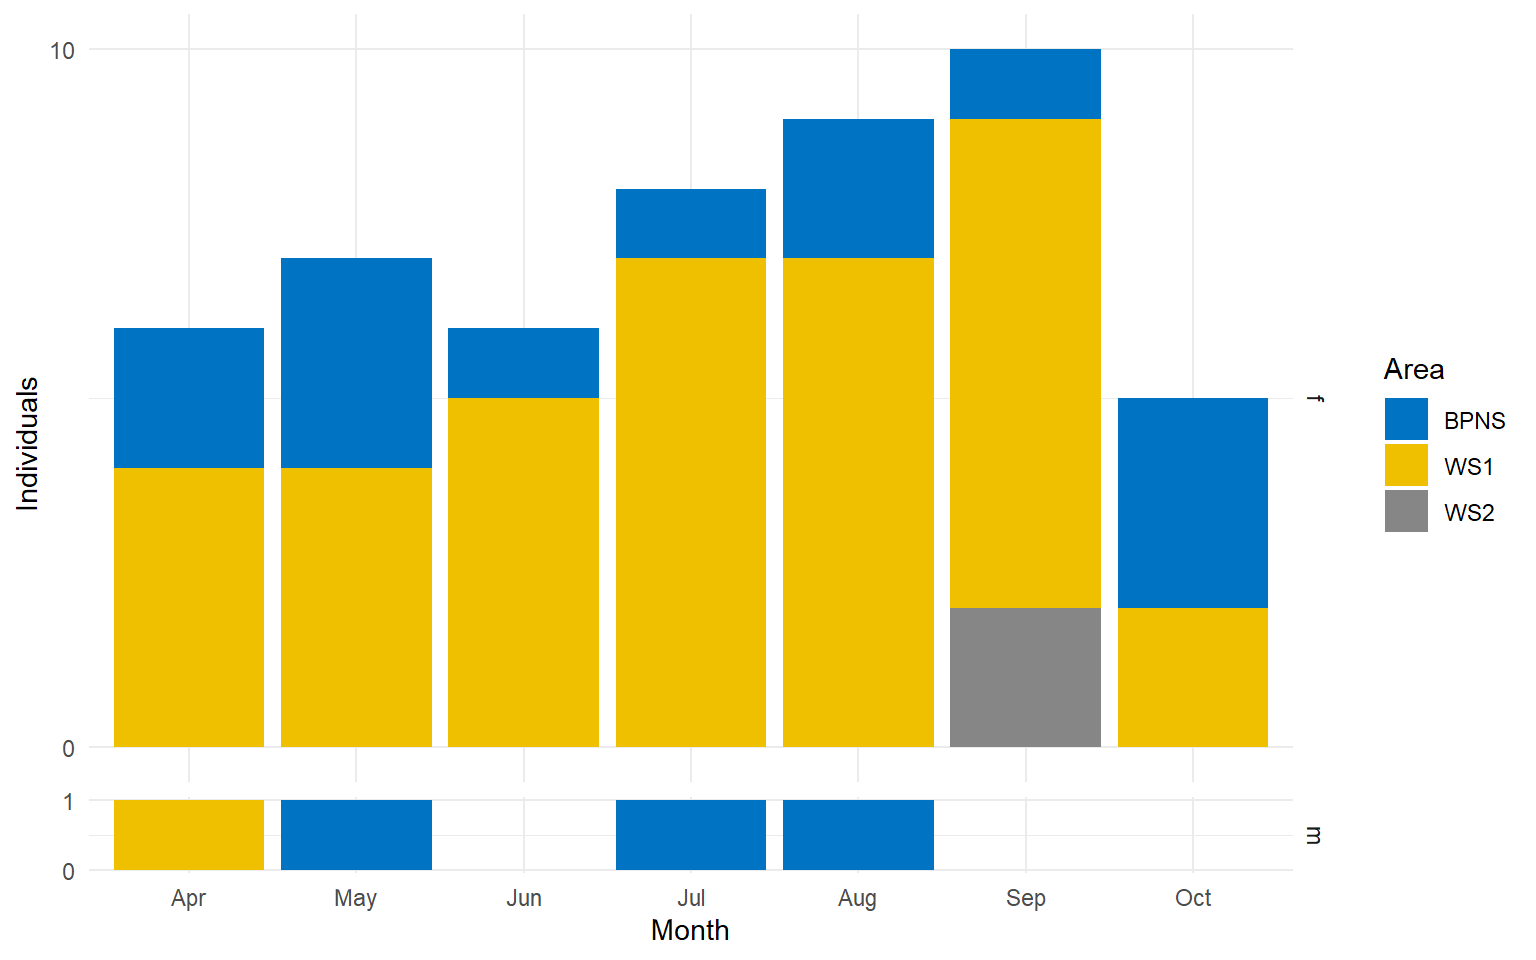 10
0
Individuals
f
1
0
m
Apr May Jun Jul Aug Sep Oct
Month
Area
BPNS
WS1
WS2